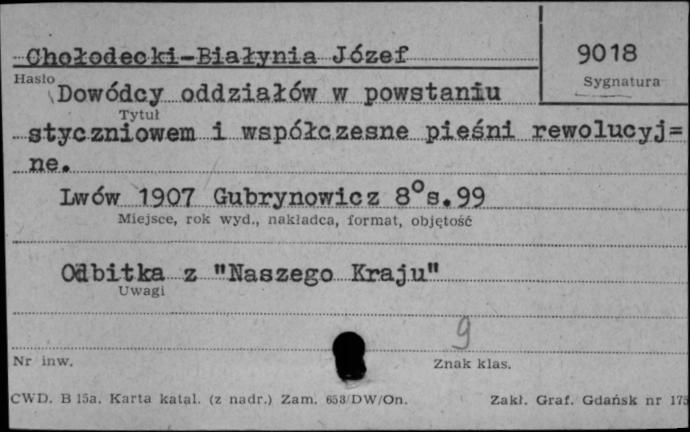 Chołodecki-Białynia Józef
9018
Hasło
Sygnatura
Dowódcy oddziałów w powstaniu
Tytuł
styczniowem i współczesne pieśni rewolucyj=
ne.
Lwów 1907 Gubrynowicz 8°s.99
Miejsce, rok wyd., nakładca, format, objętość
Odbitka z "Naszego Kraju"
Uwagi
9
Nr inw.
Znak klas.
CWD. B 15a. Karta katal. (z nadr.) Zam. 653/DW/On.
Zakł. Graf. Gdańsk nr 175